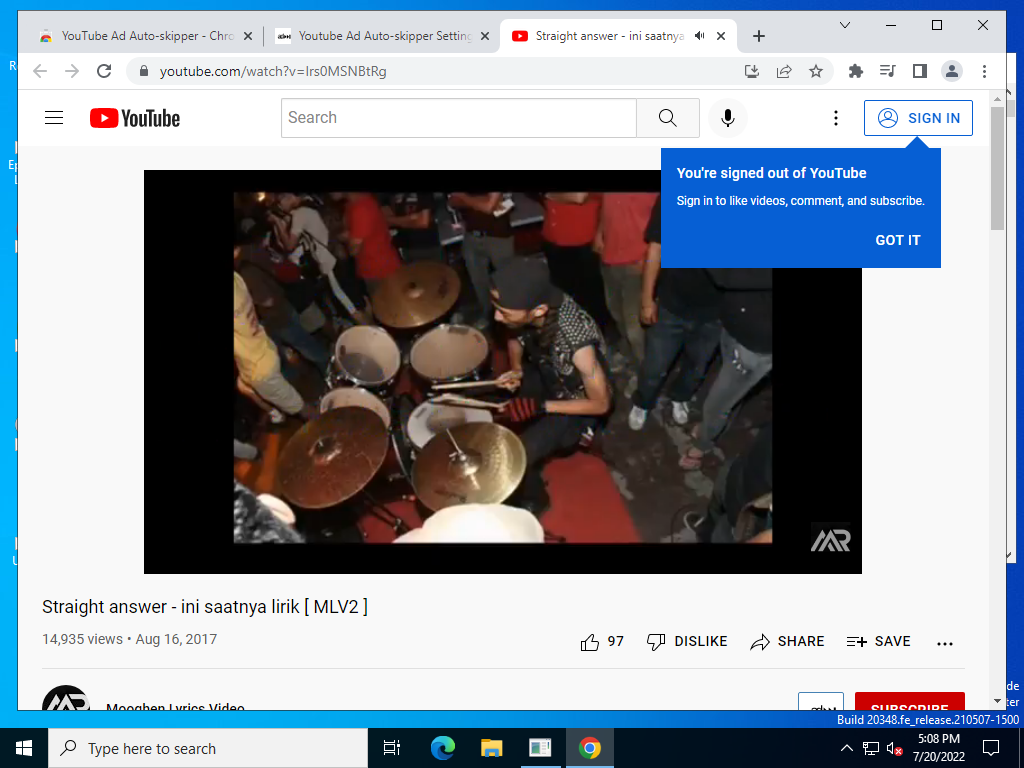 YouTube Ad Auto-skipper - Chro
Youtube Ad Auto-skipper Setting
Straight answer - ini saatnya
youtube.com/watch?v=Irs0MSNBtRg
YouTube
Search
SIGN IN
You're signed out of YouTube
Sign in to like videos, comment, and subscribe.
GOT IT
Straight answer - ini saatnya lirik [ MLV2 ]
14,935 views • Aug 16, 2017
97
DISLIKE
SHARE
SAVE
Mooghen Lyrics Video
SUBSCRIBE
Build 20348.fe_release.210507-1500
Type here to search
5:08 PM
7/20/2022